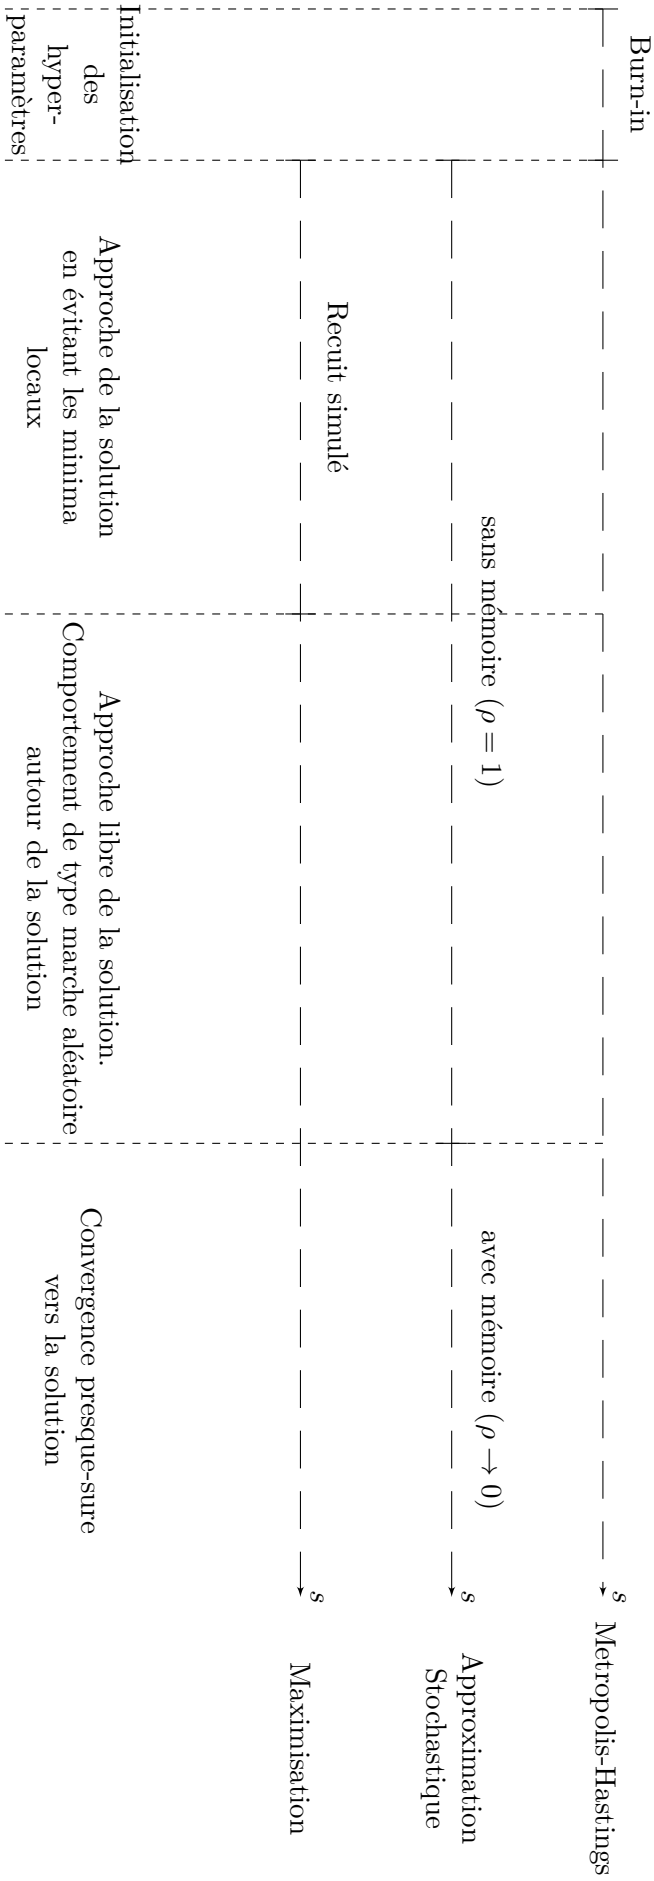 Burn-in
s
Metropolis-Hastings
sans mémoire (ρ = 1)
avec mémoire (ρ → 0)
s
Approximation
Stochastique
Recuit simulé
s
Maximisation
Initialisation
des
hyper-
paramètres
Approche de la solution
en évitant les minima
locaux
Approche libre de la solution.
Comportement de type marche aléatoire
autour de la solution
Convergence presque-sure
vers la solution